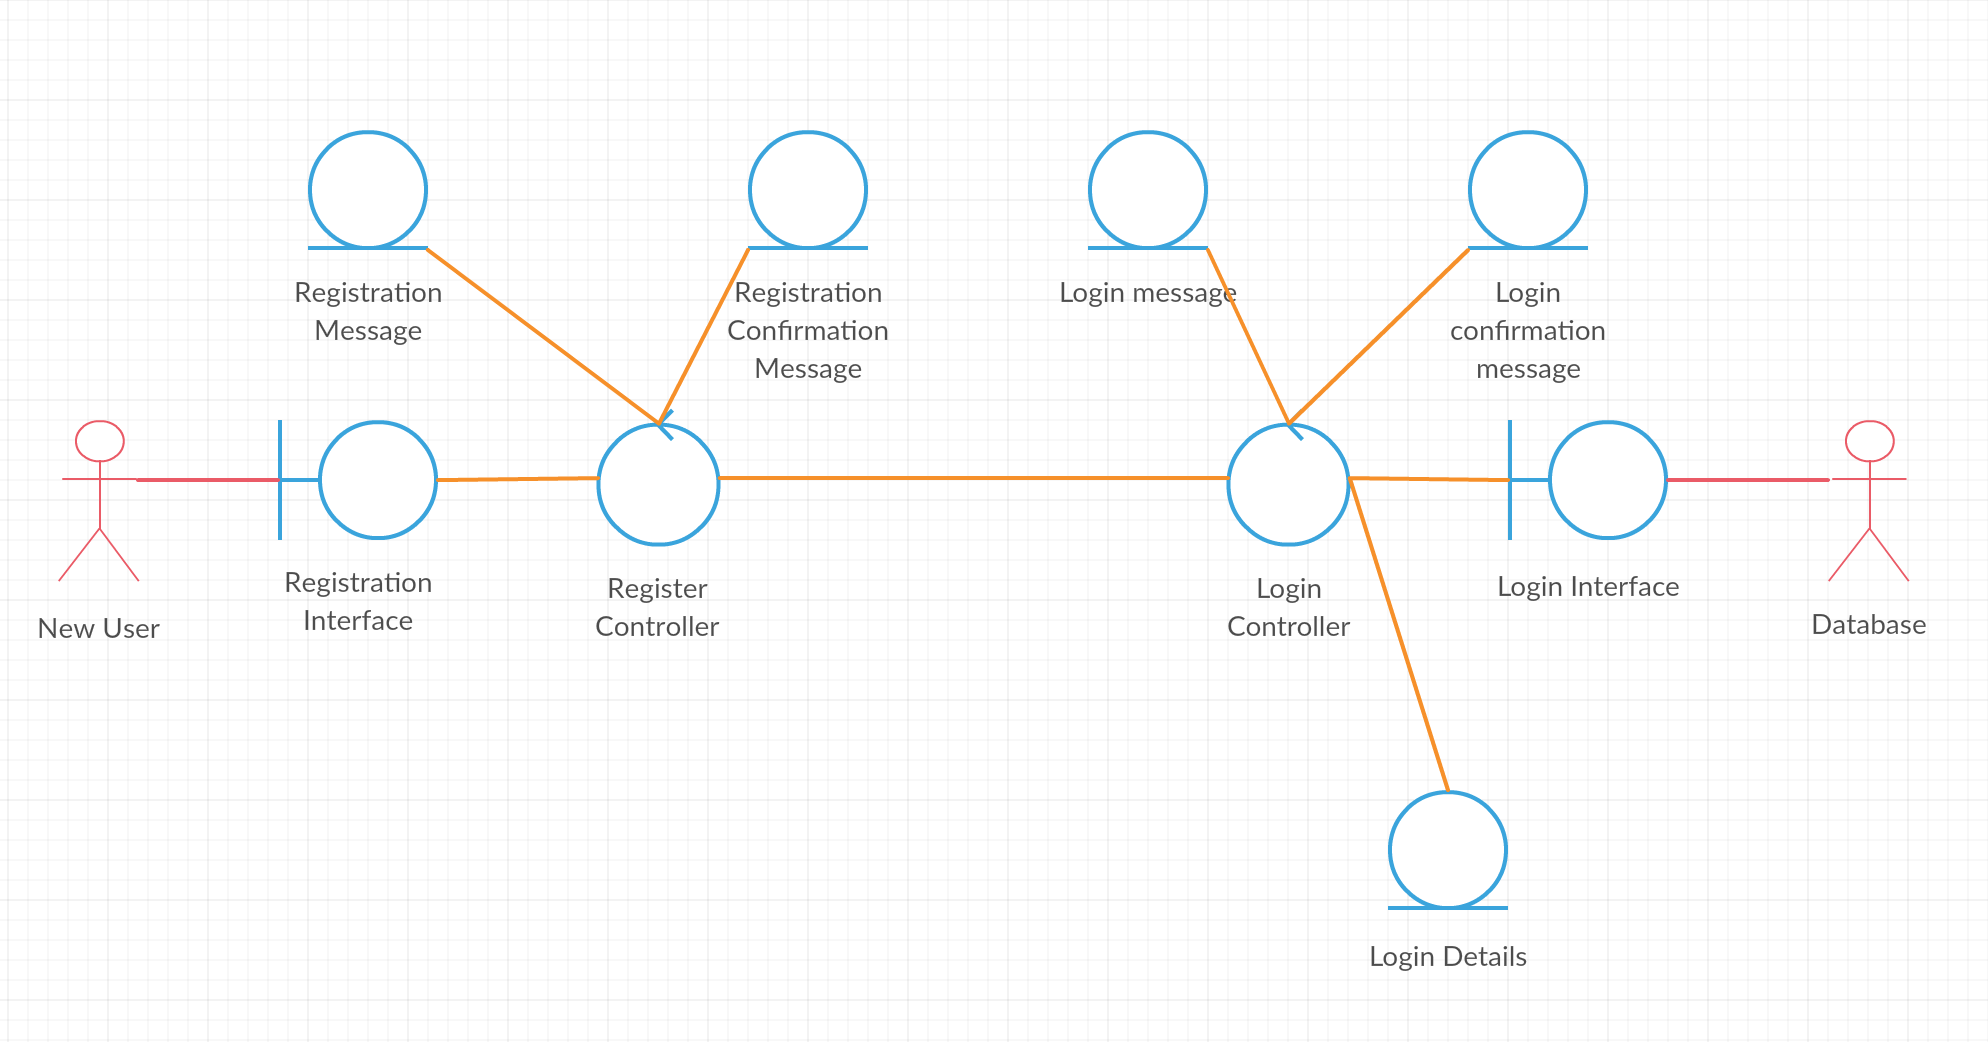 Registration
Message
Registration
Confirmation
Message
Login message
Login
confirmation
message
New User
Registration
Interface
Register
Controller
Login
Controller
Login Interface
Database
Login Details